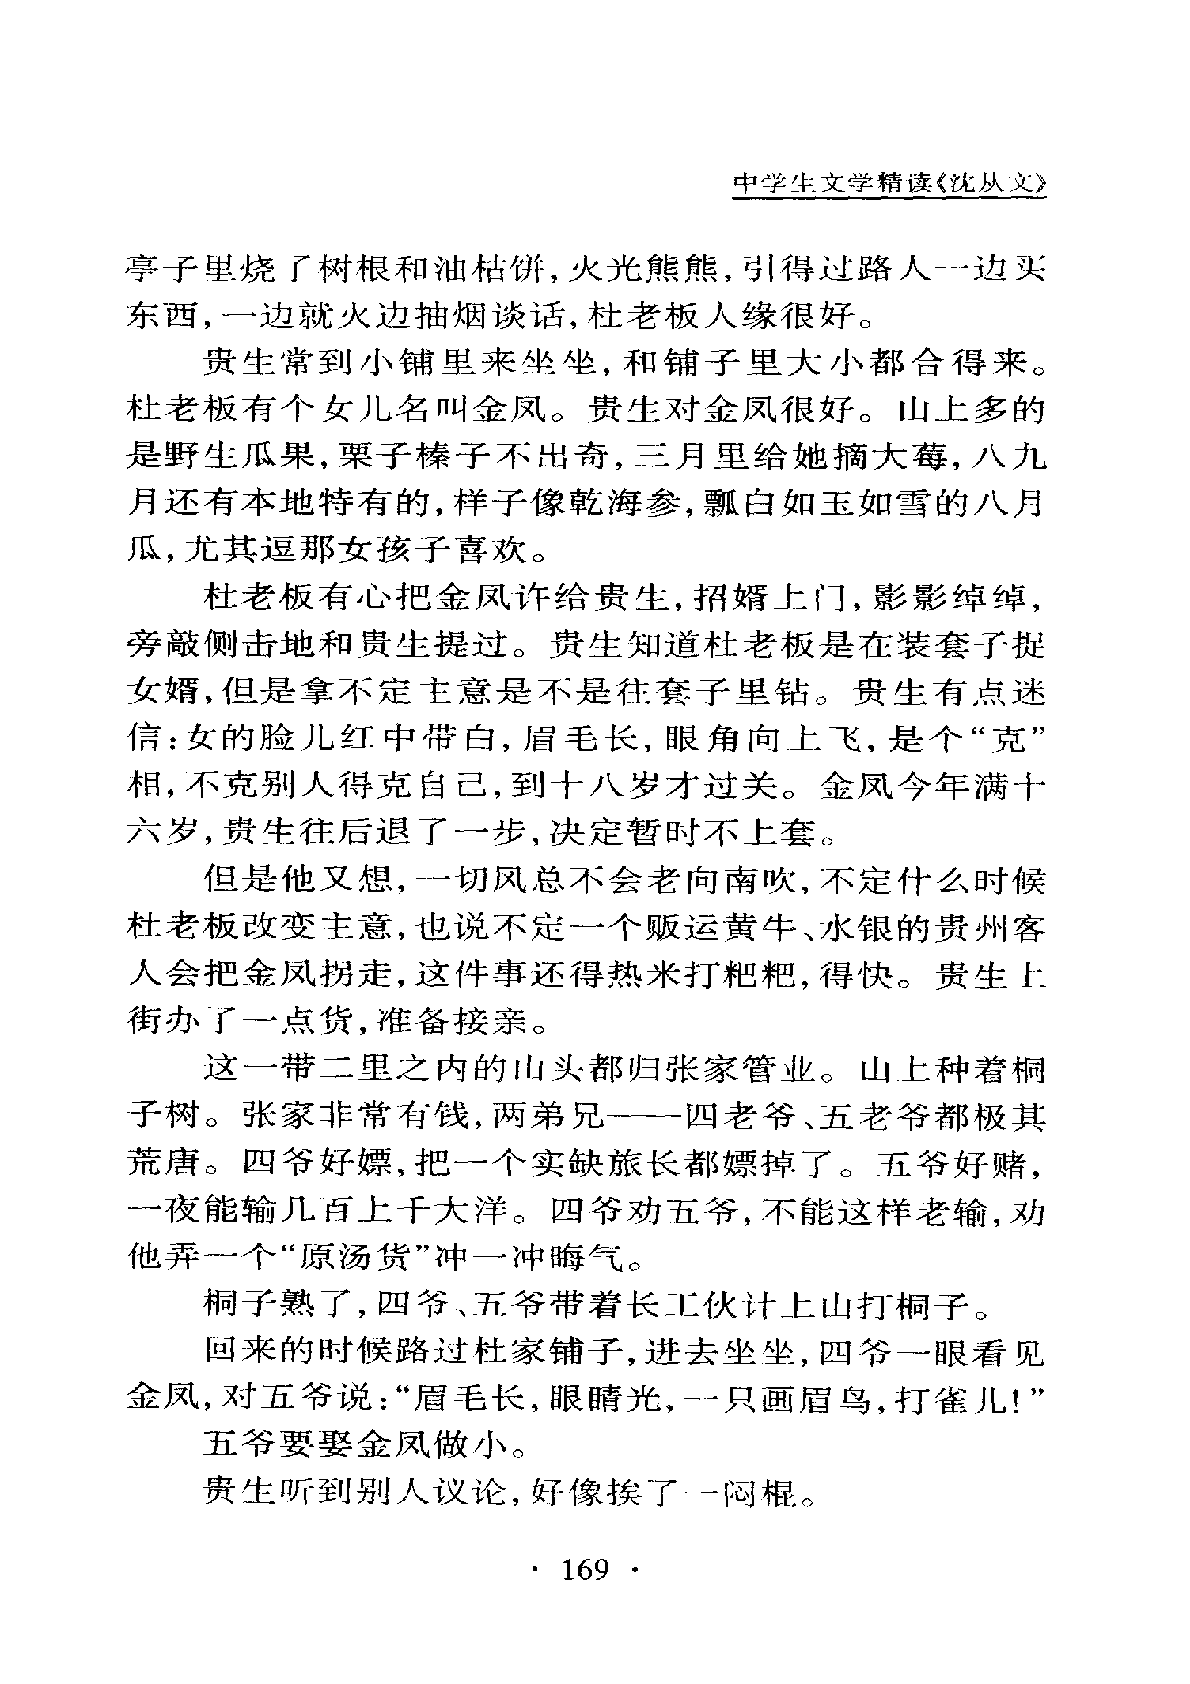 中学生文学精读《沈从文》
亭子里烧了树根和油枯饼,火光熊熊,引得过路人一边买
东西,一边就火边抽烟谈话,杜老板人缘很好。
贵生常到小铺里来坐坐,和铺子里大小都合得来。
杜老板有个女儿名叫金凤。贵生对金凤很好。山上多的
是野生瓜果,栗子榛子不出奇,三月里给她摘大莓,八九
月还有本地特有的,样子像乾海参,瓤白如玉如雪的八月
瓜,尤其逗那女孩子喜欢。
杜老板有心把金凤许给贵生,招婿上门,影影绰绰,
旁敲侧击地和贵生提过。贵生知道杜老板是在装套子捉
女婿,但是拿不定主意是不是往套子里钻。贵生有点迷
信:女的脸儿红中带白,眉毛长,眼角向上飞,是个“克”
相,不克别人得克自己,到十八岁才过关。金凤今年满十
六岁,贵生往后退了一步,决定暂时不上套。
但是他又想,一切风总不会老向南吹,不定什么时候
杜老板改变主意,也说不定一个贩运黄牛、水银的贵州客
人会把金凤拐走,这件事还得热米打粑粑,得快。贵生上
街办了一点货,准备接亲。
这一带二里之内的山头都归张家管业。山上种着桐
子树。张家非常有钱,两弟兄——四老爷、五老爷都极其
荒唐。四爷好嫖,把一个实缺旅长都嫖掉了。五爷好赌,
一夜能输几百上千大洋。四爷劝五爷,不能这样老输,劝
他弄一个“原汤货”冲一冲晦气。
桐子熟了,四爷、五爷带着长工伙计上山打桐子。
回来的时候路过杜家铺子,进去坐坐,四爷一眼看见
金凤,对五爷说:“眉毛长,眼睛光,一只画眉鸟,打雀儿!”
五爷要娶金凤做小。
贵生听到别人议论,好像挨了一闷棍。
· 169 ·